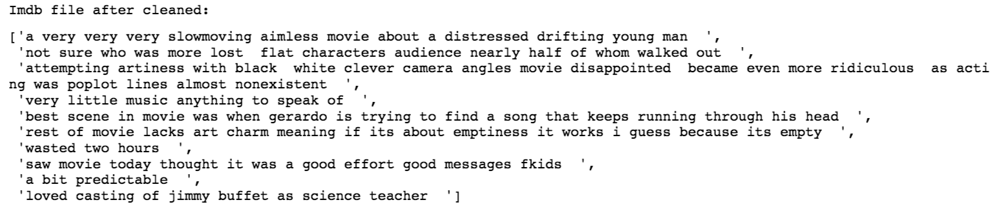 Imdb file after cleaned:
['a very very very slowmoving aimless movie about a distressed drifting young man  ',
 'not sure who was more lost  flat characters audience nearly half of whom walked out  ',
 'attempting artiness with black  white clever camera angles movie disappointed  became even more ridiculous  as acti
ng was poplot lines almost nonexistent  ',
 'very little music anything to speak of  ',
 'best scene in movie was when gerardo is trying to find a song that keeps running through his head  ',
 'rest of movie lacks art charm meaning if its about emptiness it works i guess because its empty  ',
 'wasted two hours  ',
 'saw movie today thought it was a good effort good messages fkids  ',
 'a bit predictable  ',
 'loved casting of jimmy buffet as science teacher  ']